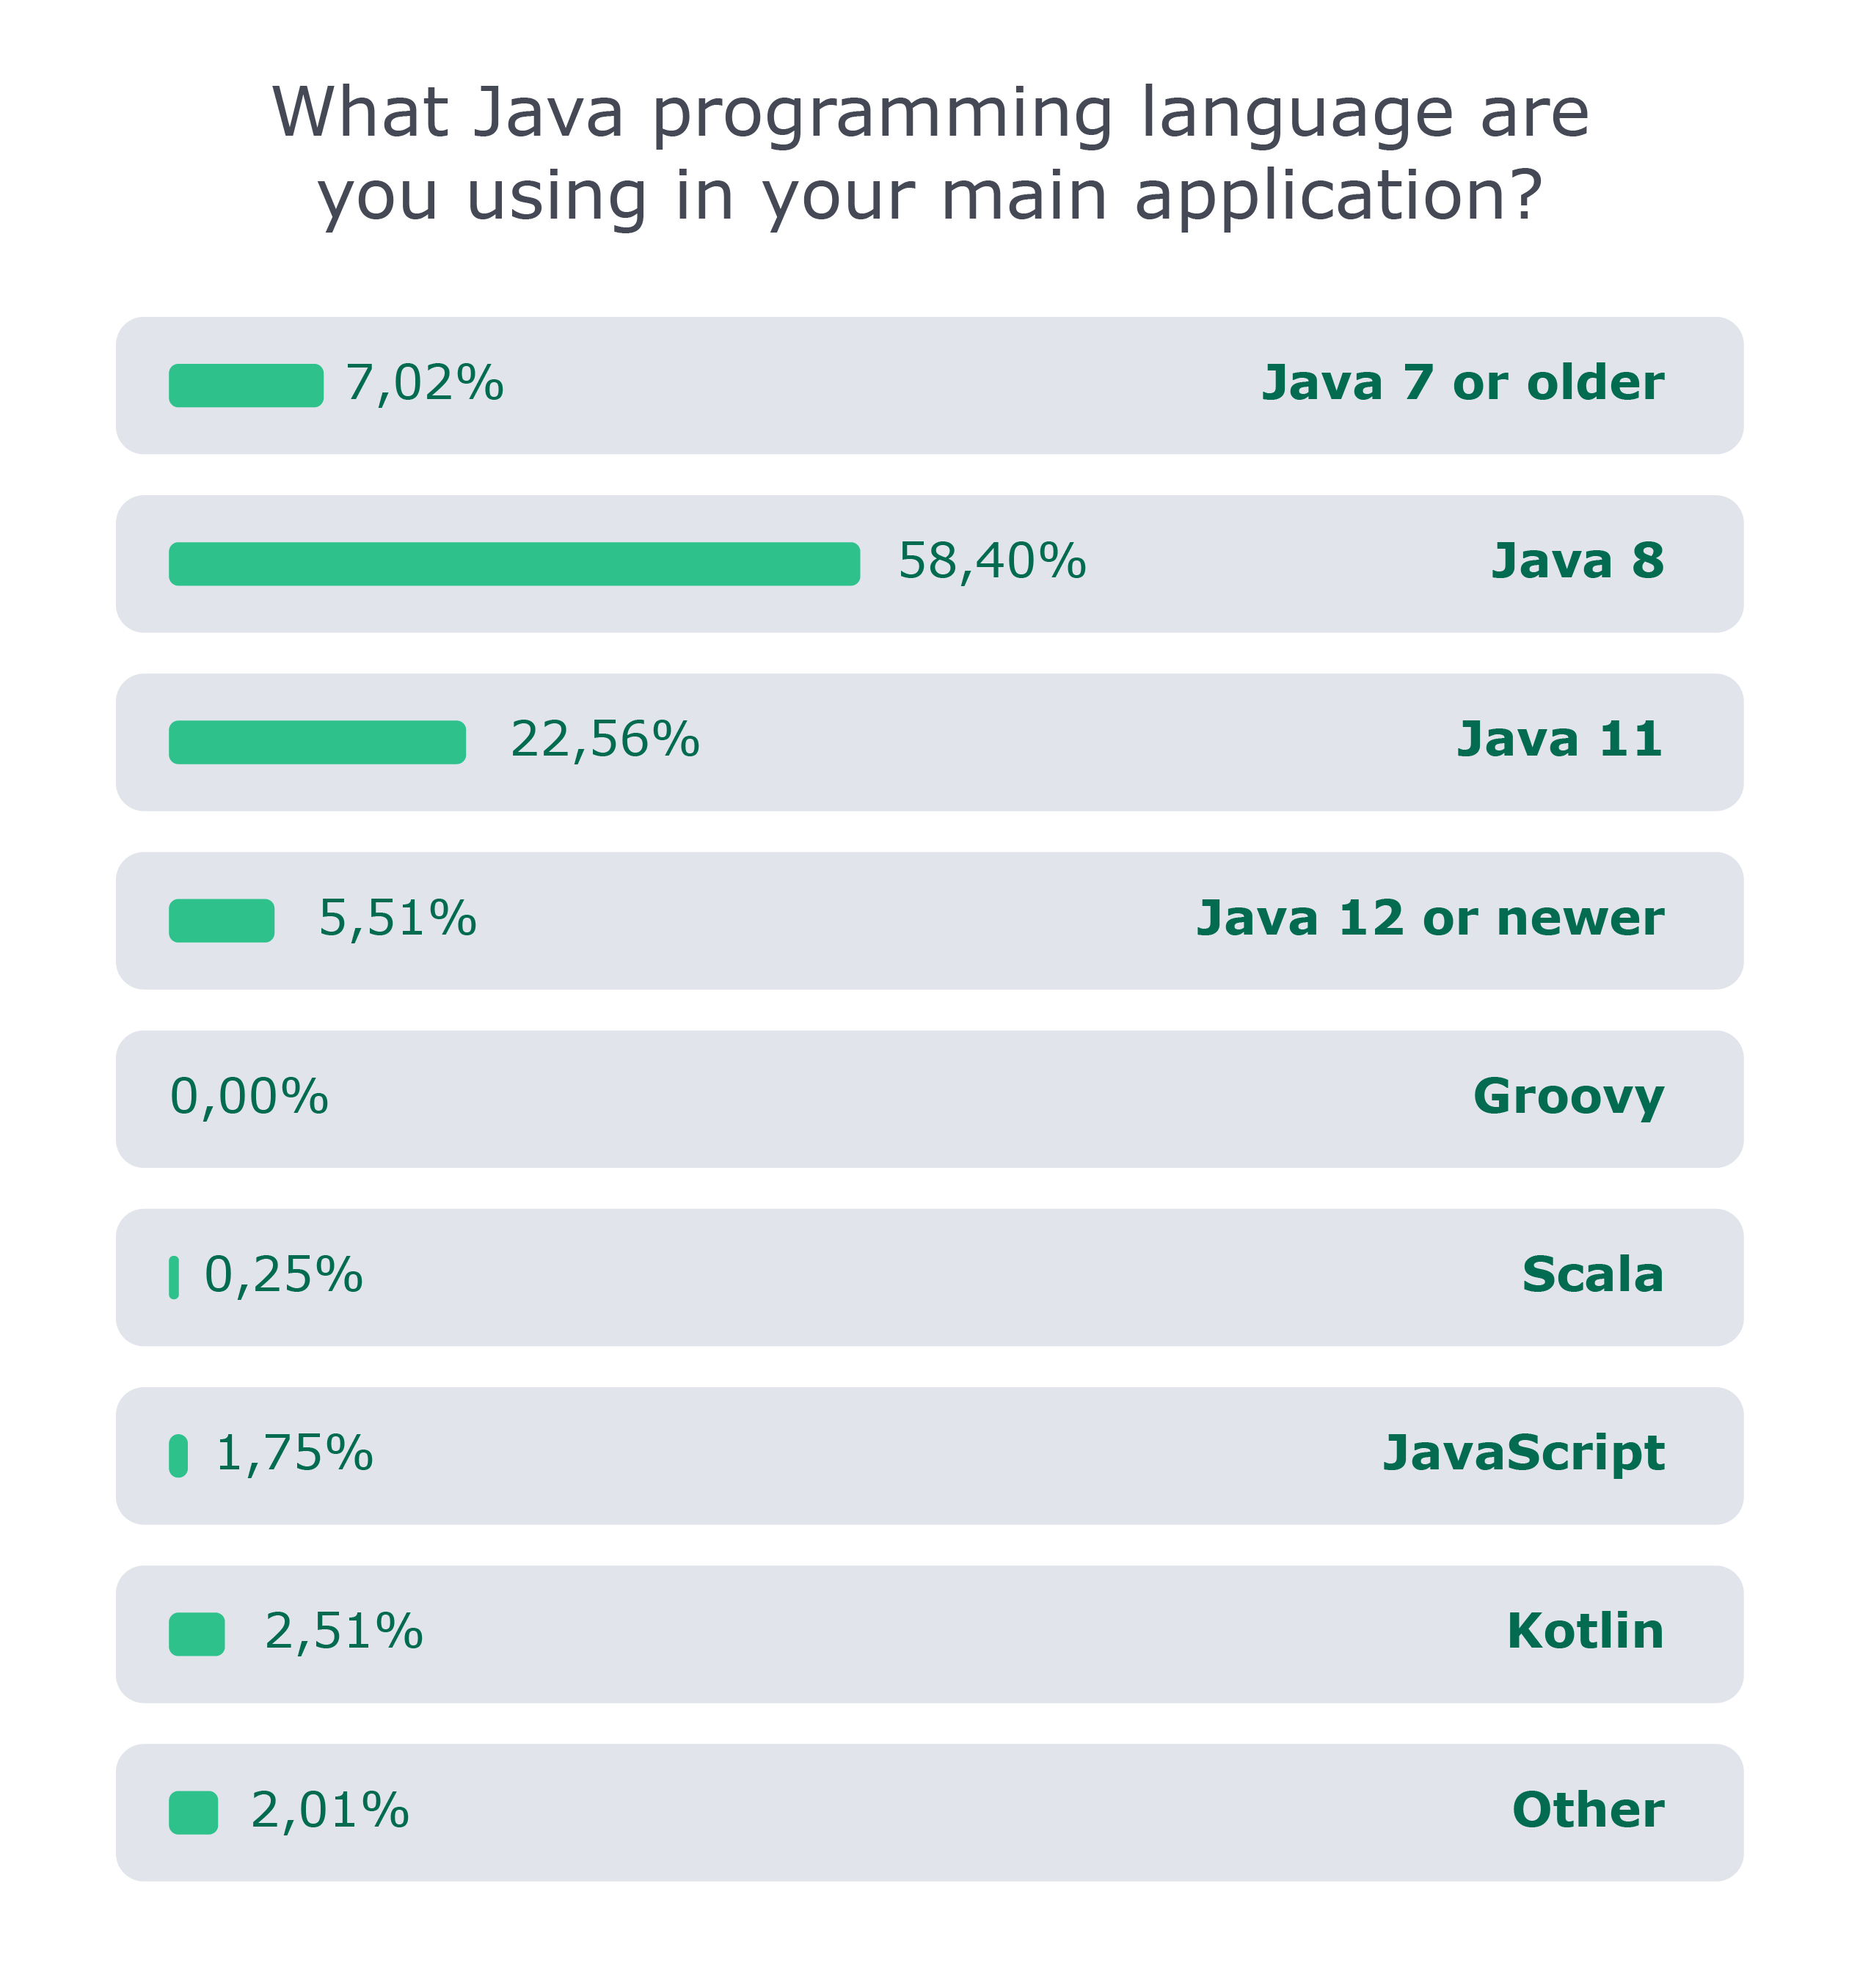 What Java programming language are
you using in your main application?
7,02% Java 7 or older
58,40% Java 8
22,56% Java 11
5,51% Java 12 or newer
0,00% Groovy
0,25% Scala
1,75% JavaScript
2,51% Kotlin
2,01% Other